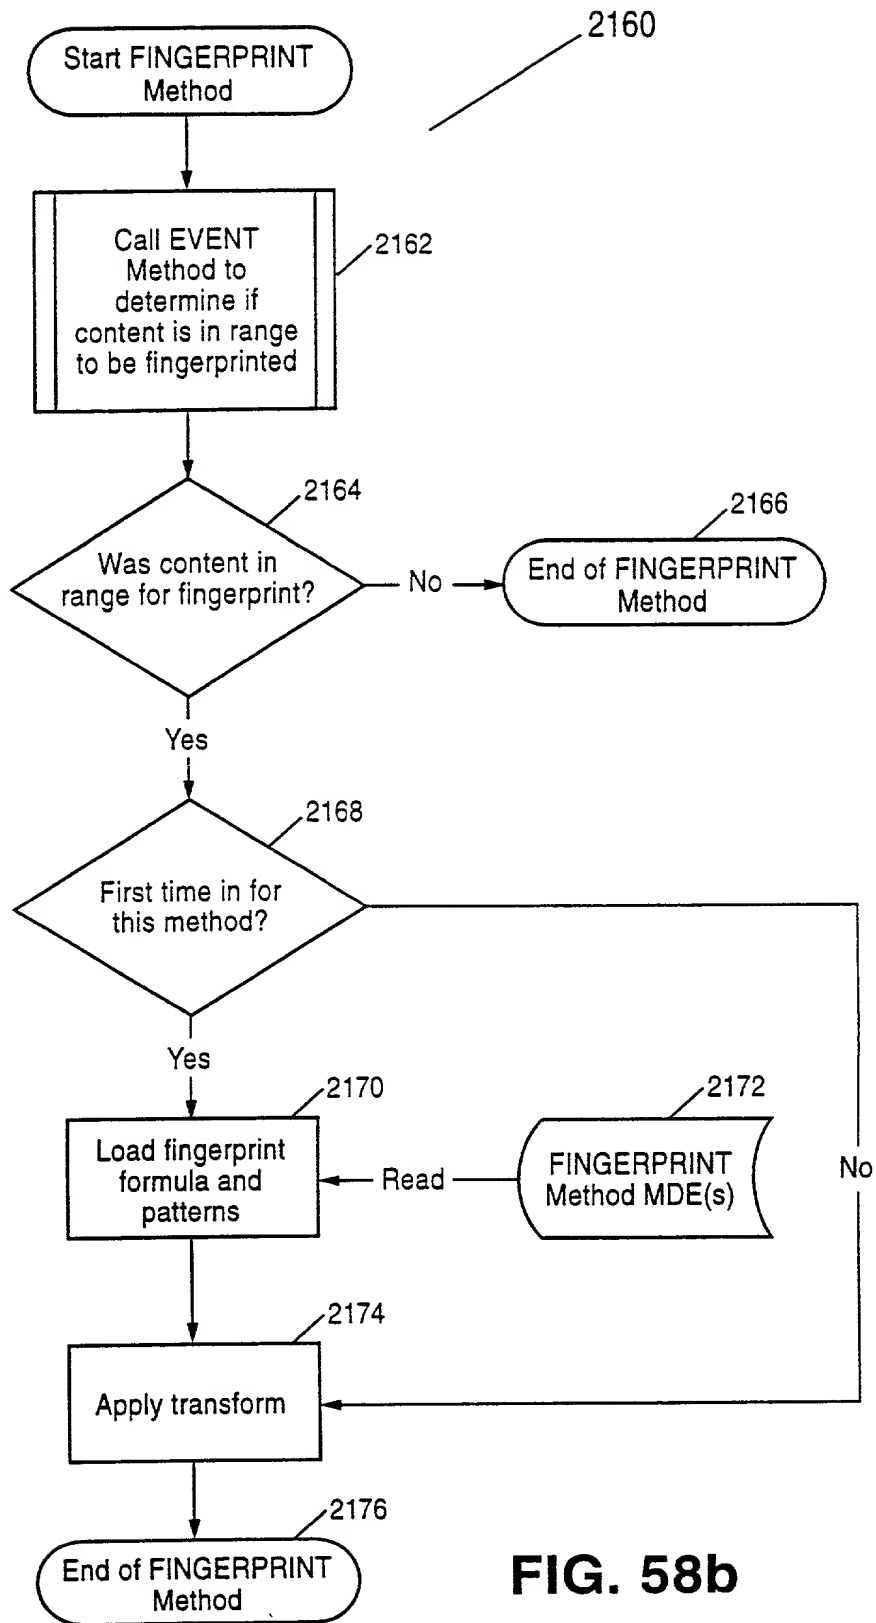 2160
Start FINGERPRINT
Method
Call EVENT
Method to
determine if
content is in range
to be fingerprinted
2162
2164
Was content in
range for fingerprint?
No
2166
End of FINGERPRINT
Method
Yes
2168
First time in for
this method?
Yes
2170
Load fingerprint
formula and
patterns
Read
2172
FINGERPRINT
Method MDE(s)
No
2174
Apply transform
2176
End of FINGERPRINT
Method
FIG. 58b